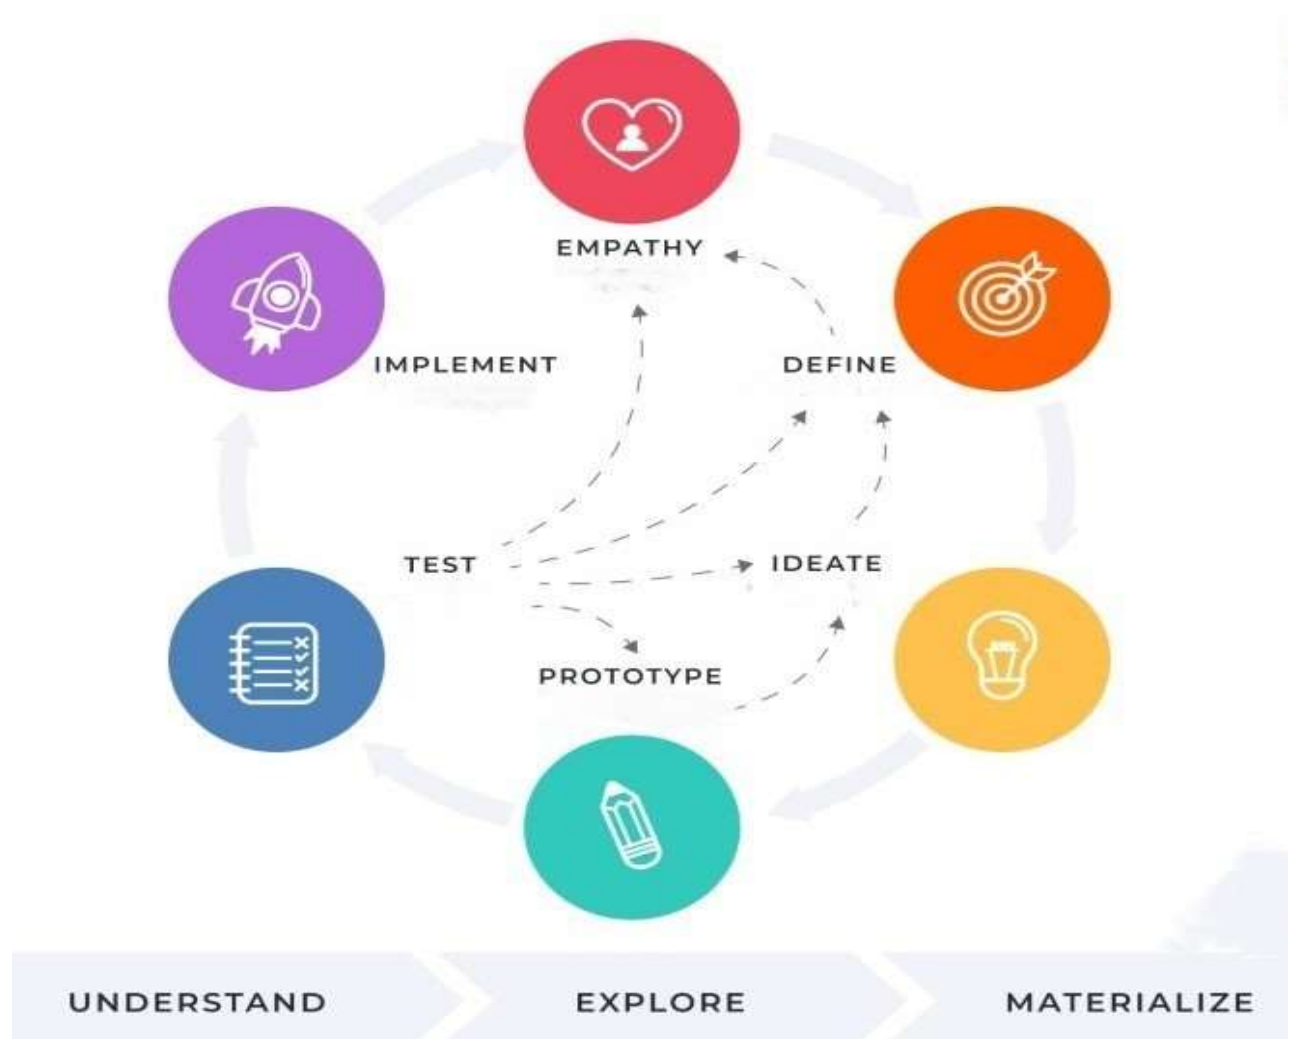 EMPATHY
IMPLEMENT
DEFINE
TEST
IDEATE
PROTOTYPE
UNDERSTAND
EXPLORE
MATERIALIZE